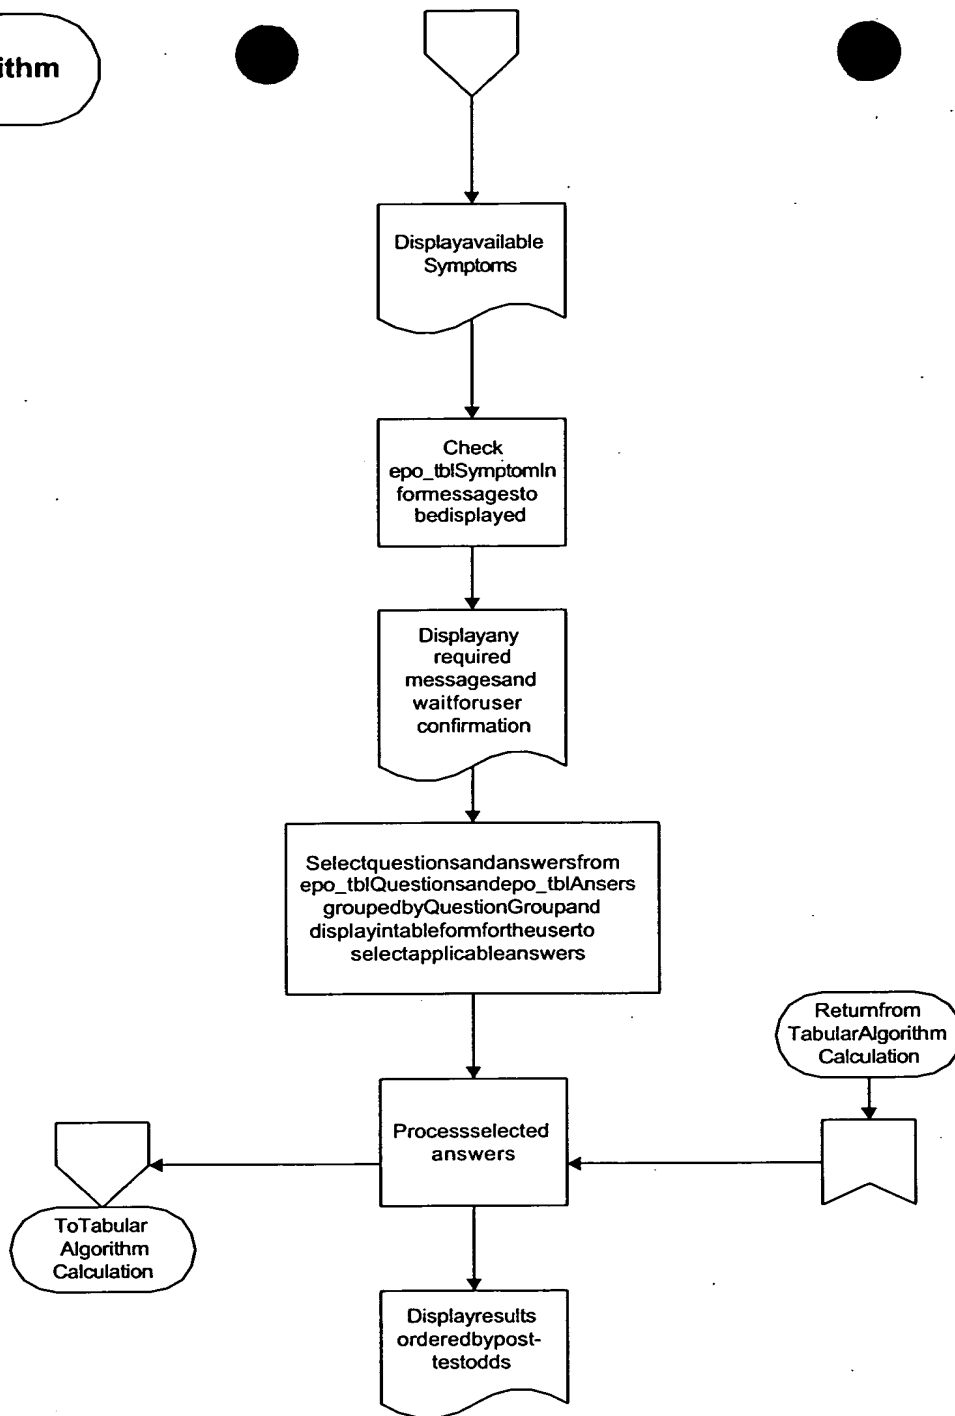 ithm
Displayavailable
Symptoms
Check
epo_tblSymptomIn
formessagesto
bedisplayed
Displayany
required
messagesand
waitforuser
confirmation
Selectquestionsandanswersfrom
epo_tblQuestionsandepo_tblAnsers
groupedbyQuestionGroupand
displayintableformfortheuserto
selectapplicableanswers
Returnfrom
TabularAlgorithm
Calculation
Processselected
answers
ToTabular
Algorithm
Calculation
Displayresults
orderedbypost-
testodds